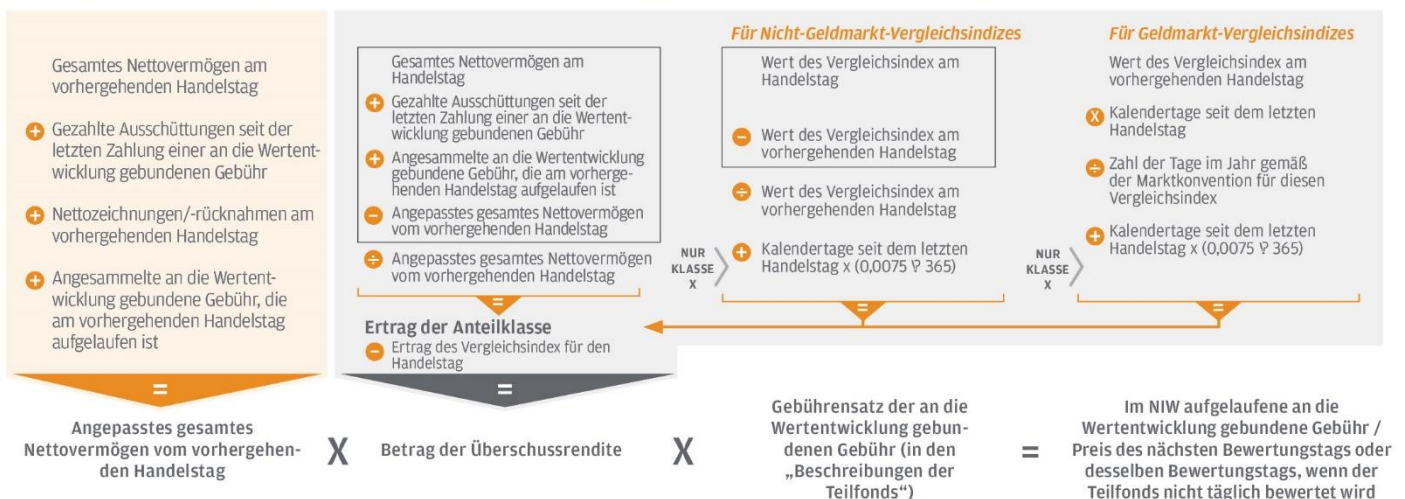 Gesamtes Nettovermögen am
vorhergehenden Handelstag
+ Gezahlte Ausschüttungen seit der
letzten Zahlung einer an die Wertent-
wicklung gebundenen Gebühr
+ Nettozeichnungen/-rücknahmen am
vorhergehenden Handelstag
+ Angesammelte an die Wertent-
wicklung gebundene Gebühr, die
am vorhergehenden Handelstag
aufgelaufen ist
=
Gesamtes Nettovermögen am
Handelstag
+ Gezahlte Ausschüttungen seit der
letzten Zahlung einer an die Wertent-
wicklung gebundenen Gebühr
+ Angesammelte an die Wertentwicklung
gebundene Gebühr, die am vorherge-
henden Handelstag aufgelaufen ist
− Angepasstes gesamtes Nettovermögen
vom vorhergehenden Handelstag
÷ Angepasstes gesamtes Nettovermögen
vom vorhergehenden Handelstag
=
Ertrag der Anteilklasse
− Ertrag des Vergleichsindex für den
Handelstag
=
Für Nicht-Geldmarkt-Vergleichsindizes
Wert des Vergleichsindex am
Handelstag
− Wert des Vergleichsindex am
vorhergehenden Handelstag
÷ Wert des Vergleichsindex am
vorhergehenden Handelstag
NUR
KLASSE
X
+ Kalendertage seit dem letzten
Handelstag x (0,0075 ⅌ 365)
=
Für Geldmarkt-Vergleichsindizes
Wert des Vergleichsindex am
vorhergehenden Handelstag
x Kalendertage seit dem letzten
Handelstag
÷ Zahl der Tage im Jahr gemäß
der Marktkonvention für diesen
Vergleichsindex
NUR
KLASSE
X
+ Kalendertage seit dem letzten
Handelstag x (0,0075 ⅌ 365)
=
Angepasstes gesamtes
Nettovermögen vom vorhergehen-
den Handelstag
X
Betrag der Überschussrendite
X
Gebührensatz der an die
Wertentwicklung gebun-
denen Gebühr (in den
„Beschreibungen der
Teilfonds“)
=
Im NIW aufgelaufene an die
Wertentwicklung gebundene Gebühr /
Preis des nächsten Bewertungstags oder
desselben Bewertungstags, wenn der
Teilfonds nicht täglich bewertet wird